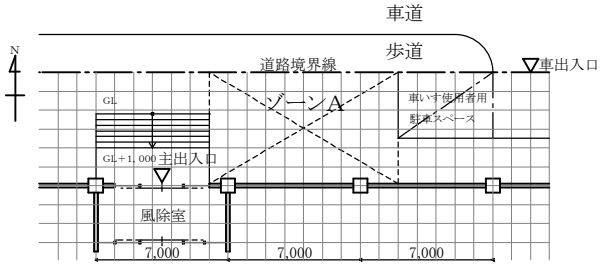 車道
歩道
N
道路境界線
車出入口
GL
ゾーンA
車いす使用者用
駐車スペース
GL+1,000
主出入口
風除室
7,000
7,000
7,000